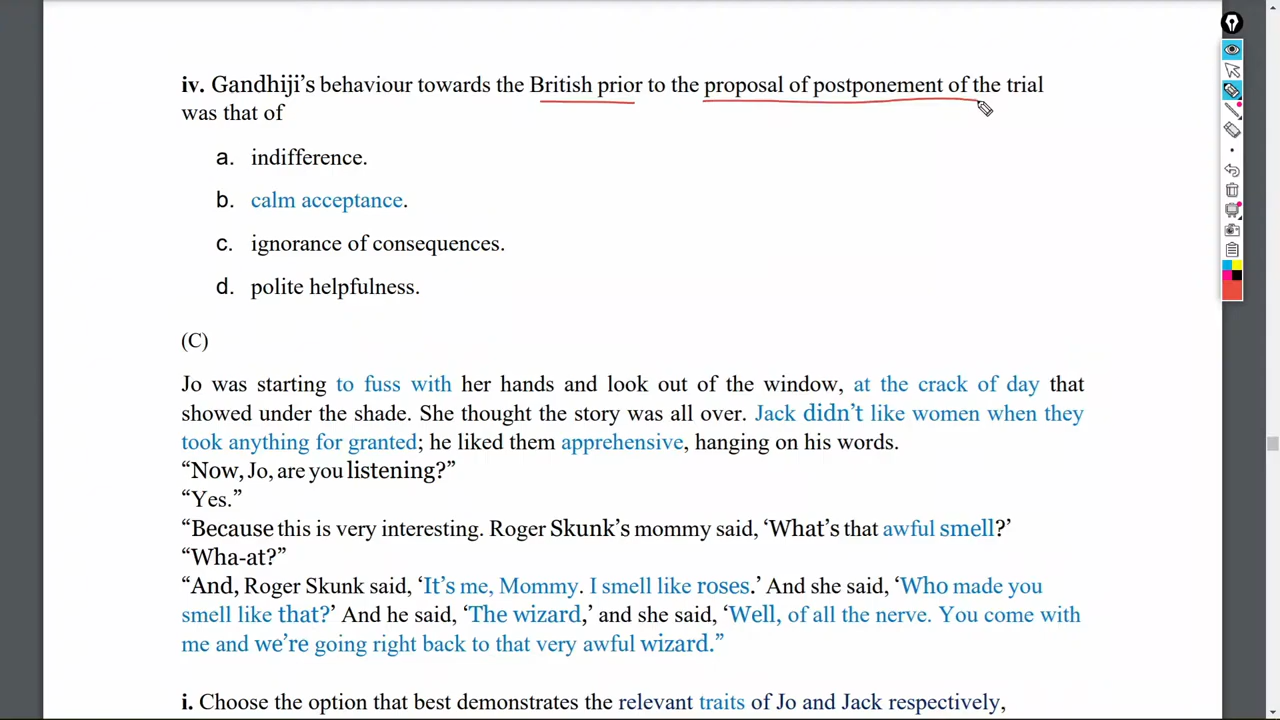 iv. Gandhiji’s behaviour towards the British prior to the proposal of postponement of the trial
was that of
a. indifference.
b. calm acceptance.
c. ignorance of consequences.
d. polite helpfulness.
(C)
Jo was starting to fuss with her hands and look out of the window, at the crack of day that
showed under the shade. She thought the story was all over. Jack didn’t like women when they
took anything for granted; he liked them apprehensive, hanging on his words.
“Now, Jo, are you listening?”
“Yes.”
“Because this is very interesting. Roger Skunk’s mommy said, ‘What’s that awful smell?’
“Wha-at?”
“And, Roger Skunk said, ‘It’s me, Mommy. I smell like roses.’ And she said, ‘Who made you
smell like that?’ And he said, ‘The wizard,’ and she said, ‘Well, of all the nerve. You come with
me and we’re going right back to that very awful wizard.”
i. Choose the option that best demonstrates the relevant traits of Jo and Jack respectively,